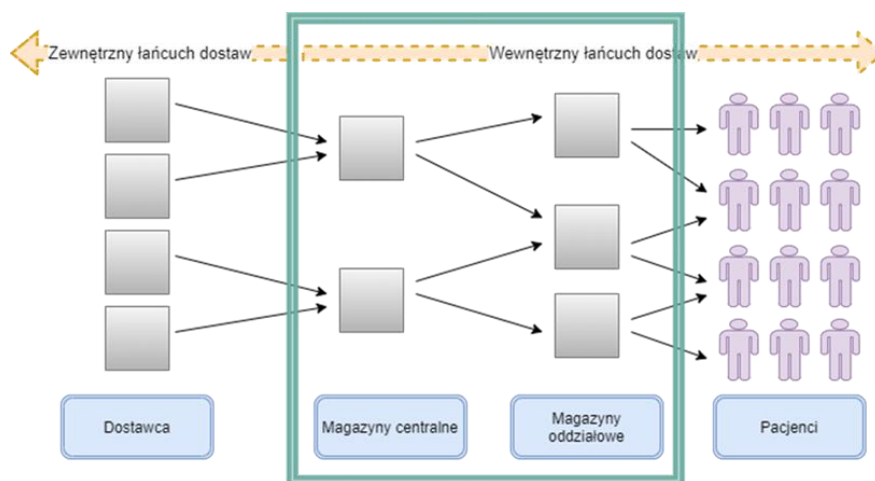 Zewnętrzny łańcuch dostaw
Wewnętrzny łańcuch dostaw
Dostawca
Magazyny centralne
Magazyny
oddziałowe
Pacjenci